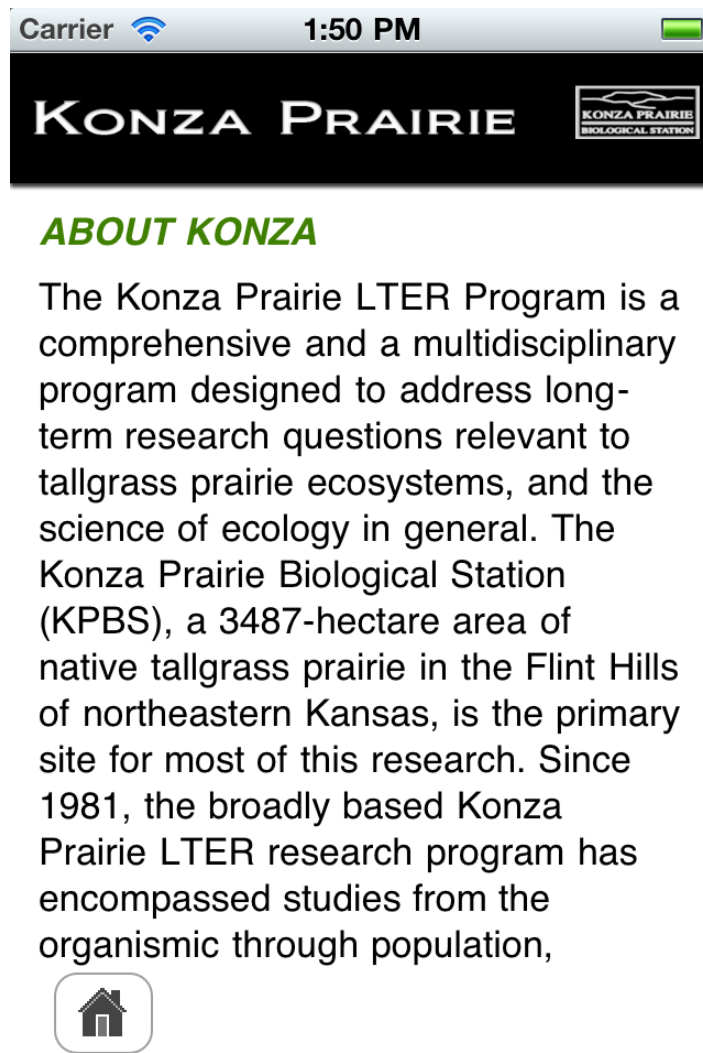 Carrier 1:50 PM
KONZA PRAIRIE
KONZA PRAIRIE
BIOLOGICAL STATION
ABOUT KONZA
The Konza Prairie LTER Program is a
comprehensive and a multidisciplinary
program designed to address long-
term research questions relevant to
tallgrass prairie ecosystems, and the
science of ecology in general. The
Konza Prairie Biological Station
(KPBS), a 3487-hectare area of
native tallgrass prairie in the Flint Hills
of northeastern Kansas, is the primary
site for most of this research. Since
1981, the broadly based Konza
Prairie LTER research program has
encompassed studies from the
organismic through population,